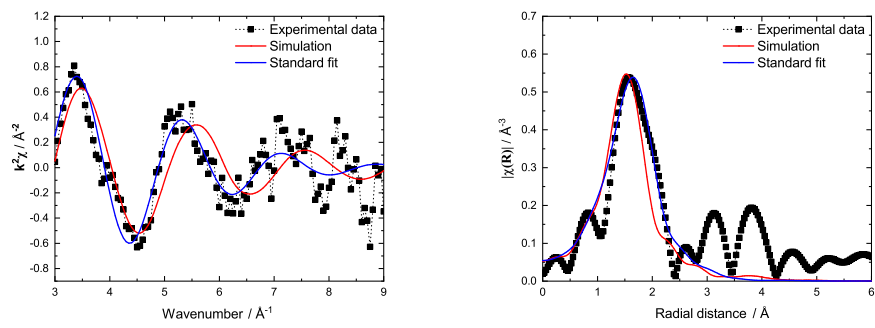 1.2
1.0
0.8
0.6
0.4
0.2
0.0
-0.2
-0.4
-0.6
-0.8
k²χ / Å⁻²
3 4 5 6 7 8 9
Wavenumber / Å⁻¹
Experimental data
Simulation
Standard fit
0.7
0.6
0.5
0.4
0.3
0.2
0.1
0.0
|χ(R)| / Å⁻³
0 1 2 3 4 5 6
Radial distance / Å
Experimental data
Simulation
Standard fit